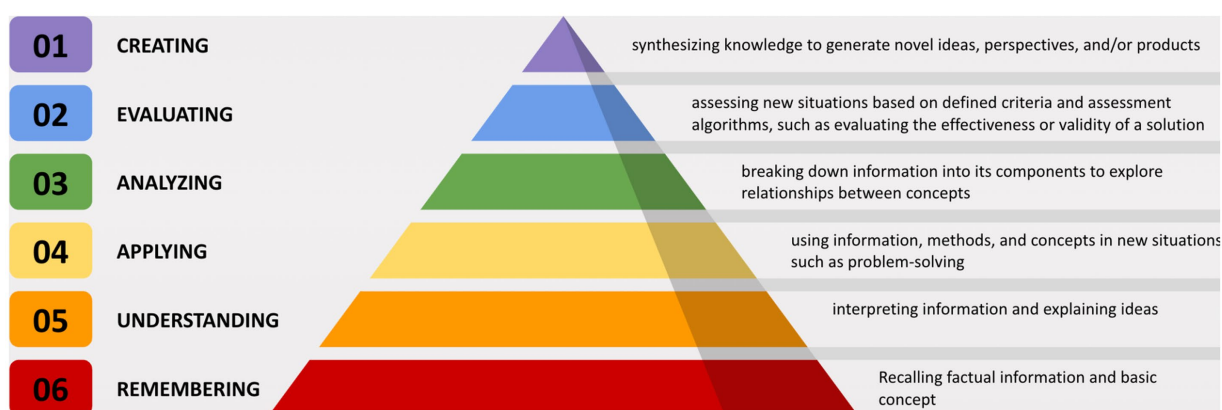 01 CREATING synthesizing knowledge to generate novel ideas, perspectives, and/or products
02 EVALUATING assessing new situations based on defined criteria and assessment
algorithms, such as evaluating the effectiveness or validity of a solution
03 ANALYZING breaking down information into its components to explore
relationships between concepts
04 APPLYING using information, methods, and concepts in new situations
such as problem-solving
05 UNDERSTANDING interpreting information and explaining ideas
06 REMEMBERING Recalling factual information and basic
concept